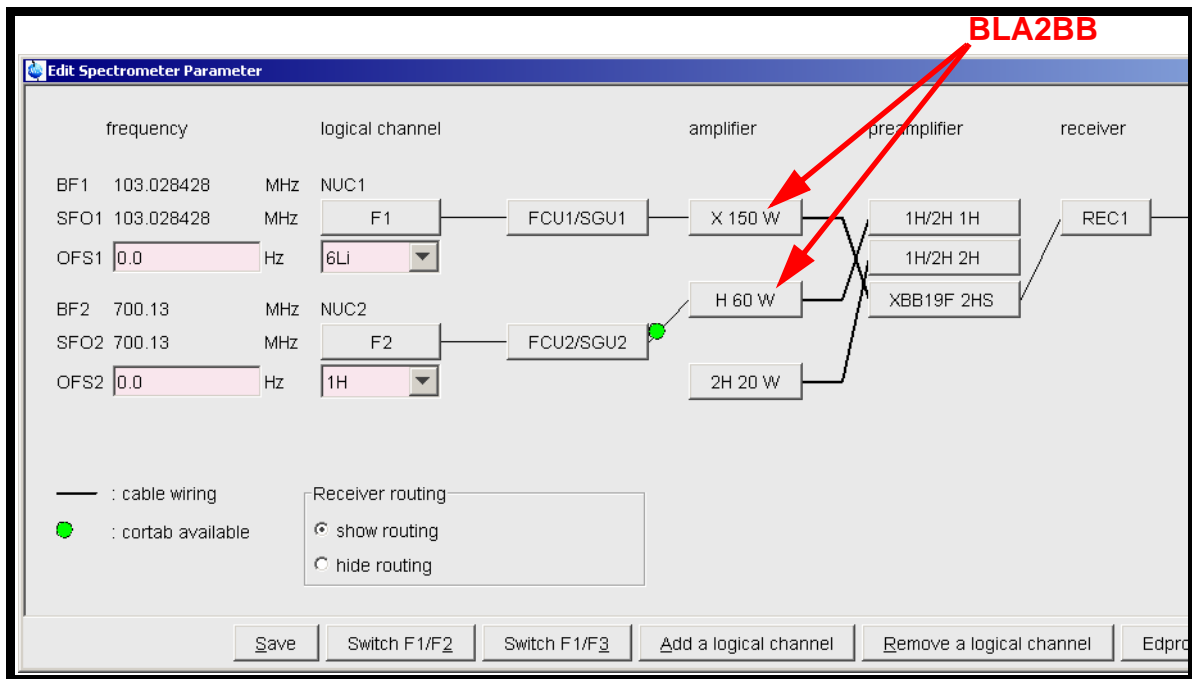 BLA2BB
Edit Spectrometer Parameter
frequency logical channel amplifier preamplifier receiver
BF1 103.028428 MHz NUC1
SFO1 103.028428 MHz F1 FCU1/SGU1 X 150 W 1H/2H 1H REC1
OFS1 0.0 Hz 6Li 1H/2H 2H
BF2 700.13 MHz NUC2 H 60 W XBB19F 2HS
SFO2 700.13 MHz F2 FCU2/SGU2
OFS2 0.0 Hz 1H 2H 20 W
: cable wiring Receiver routing
: cortab available show routing
hide routing
Save Switch F1/F2 Switch F1/F3 Add a logical channel Remove a logical channel Edpro